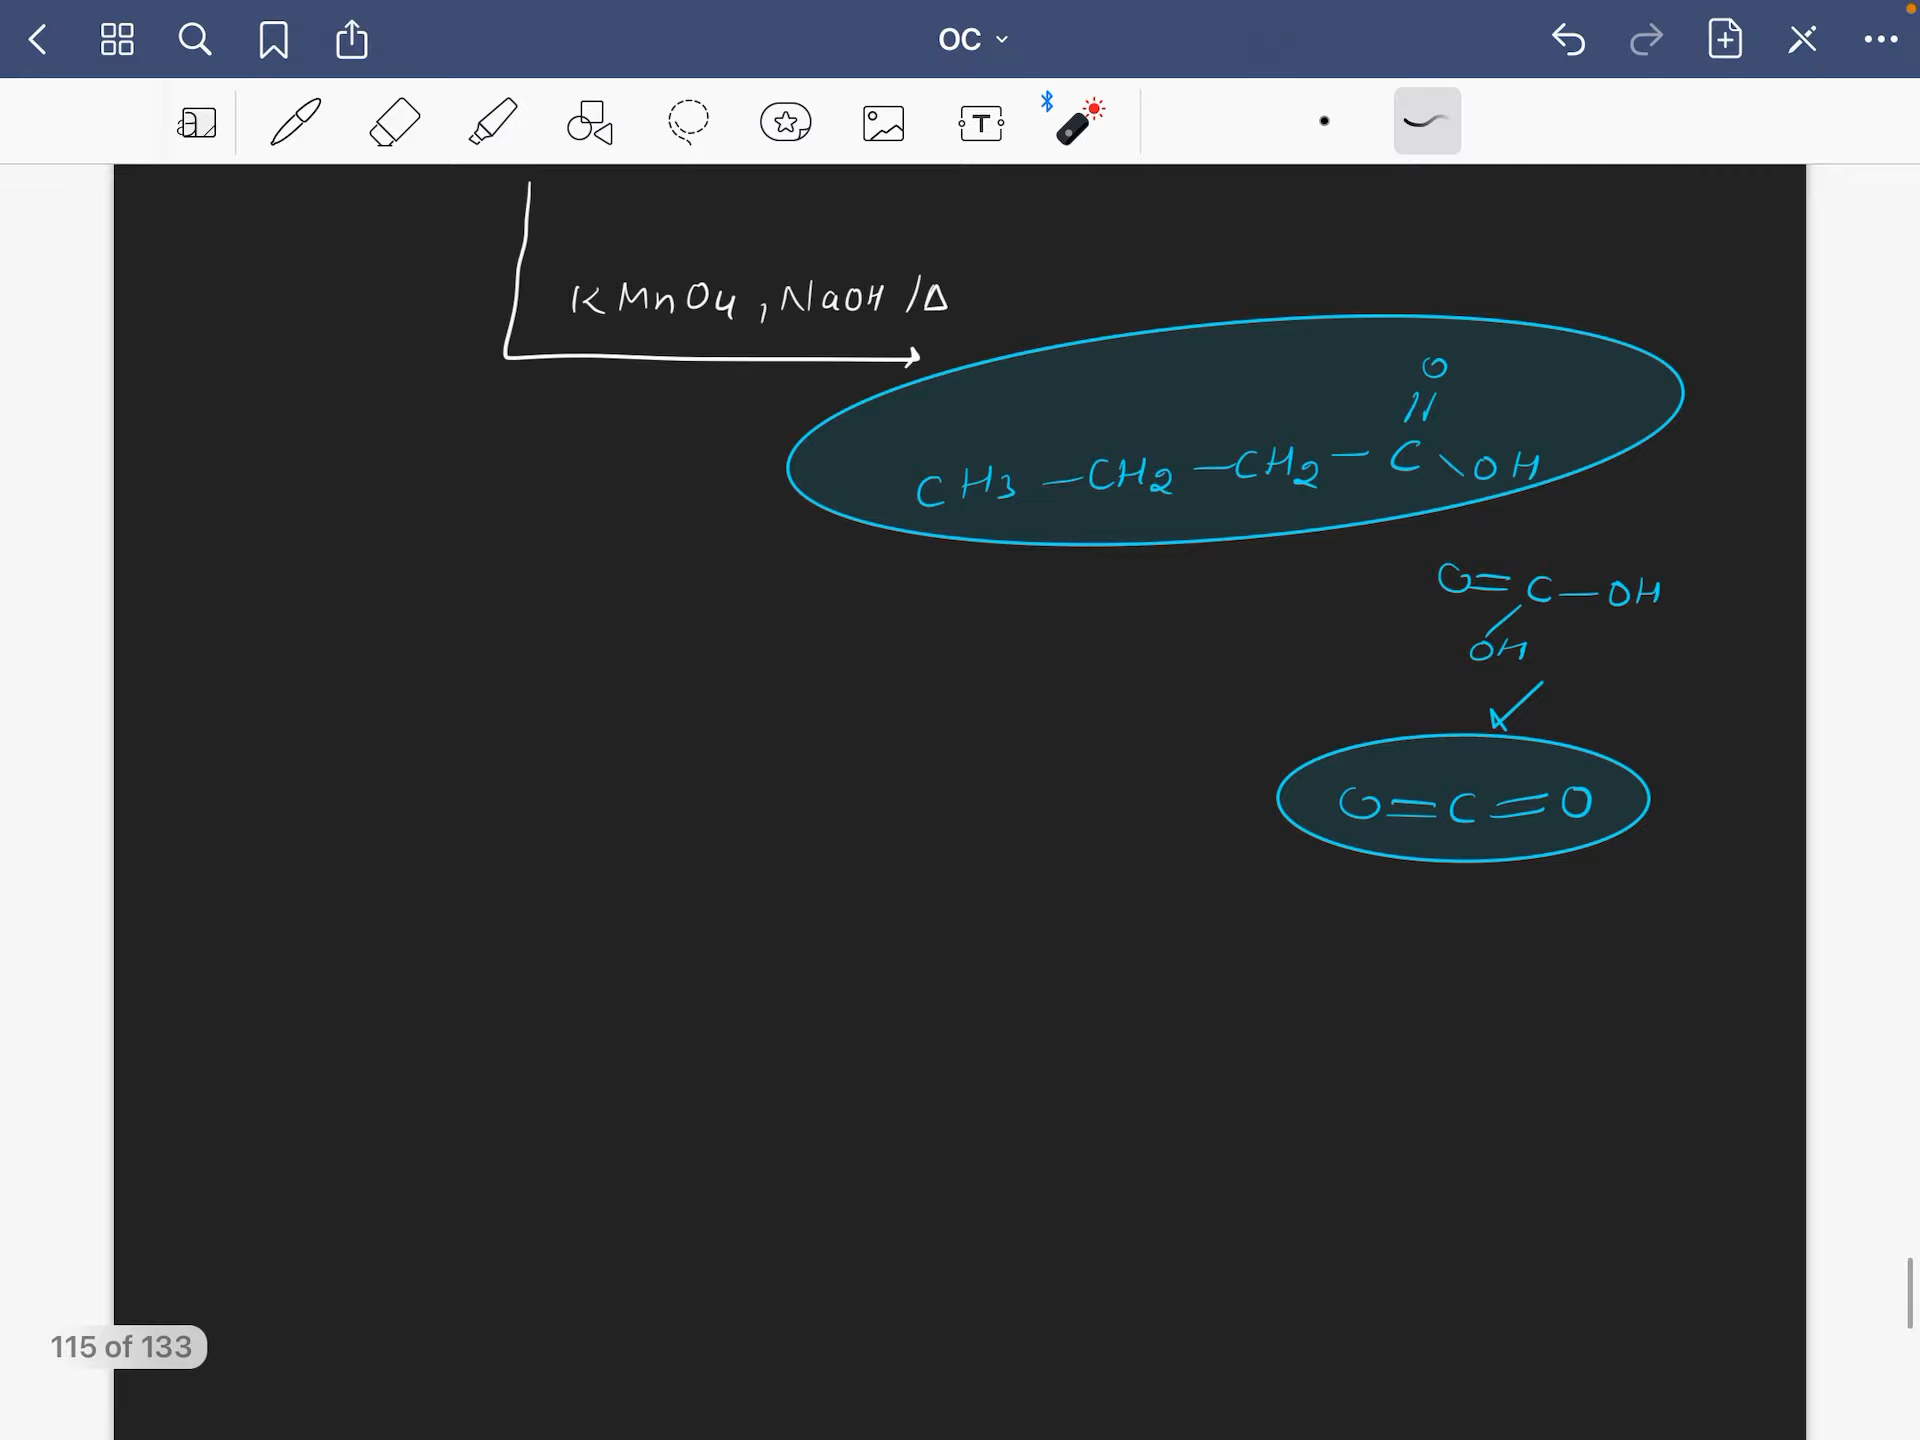 OC
KMnO4, NaOH /Δ
O
CH3 — CH2 — CH2 — C \ OH
O = C — OH
OH
O = C = O
115 of 133